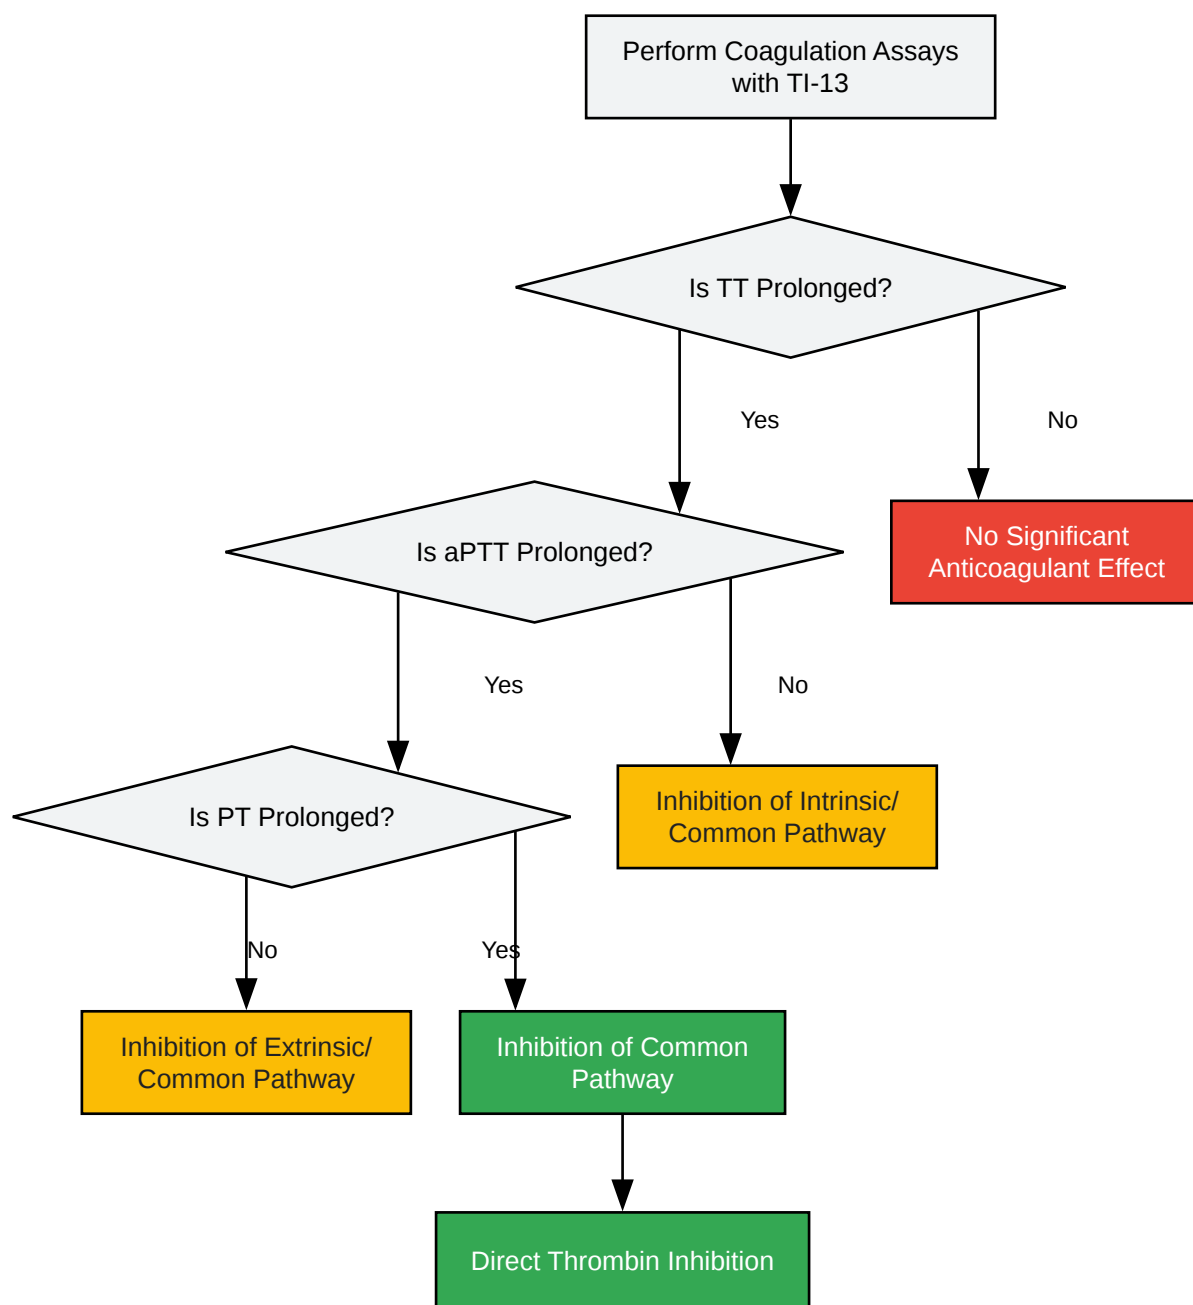 Perform Coagulation Assays
with TI-13
Is TT Prolonged?
Yes
No
Is aPTT Prolonged?
No Significant
Anticoagulant Effect
Yes
No
Is PT Prolonged?
Inhibition of Intrinsic/
Common Pathway
No
Yes
Inhibition of Extrinsic/
Common Pathway
Inhibition of Common
Pathway
Direct Thrombin Inhibition